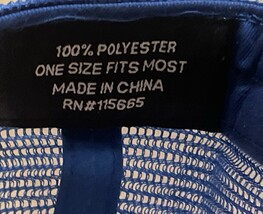 100% POLYESTER
ONE SIZE FITS MOST
MADE IN CHINA
RN#115665